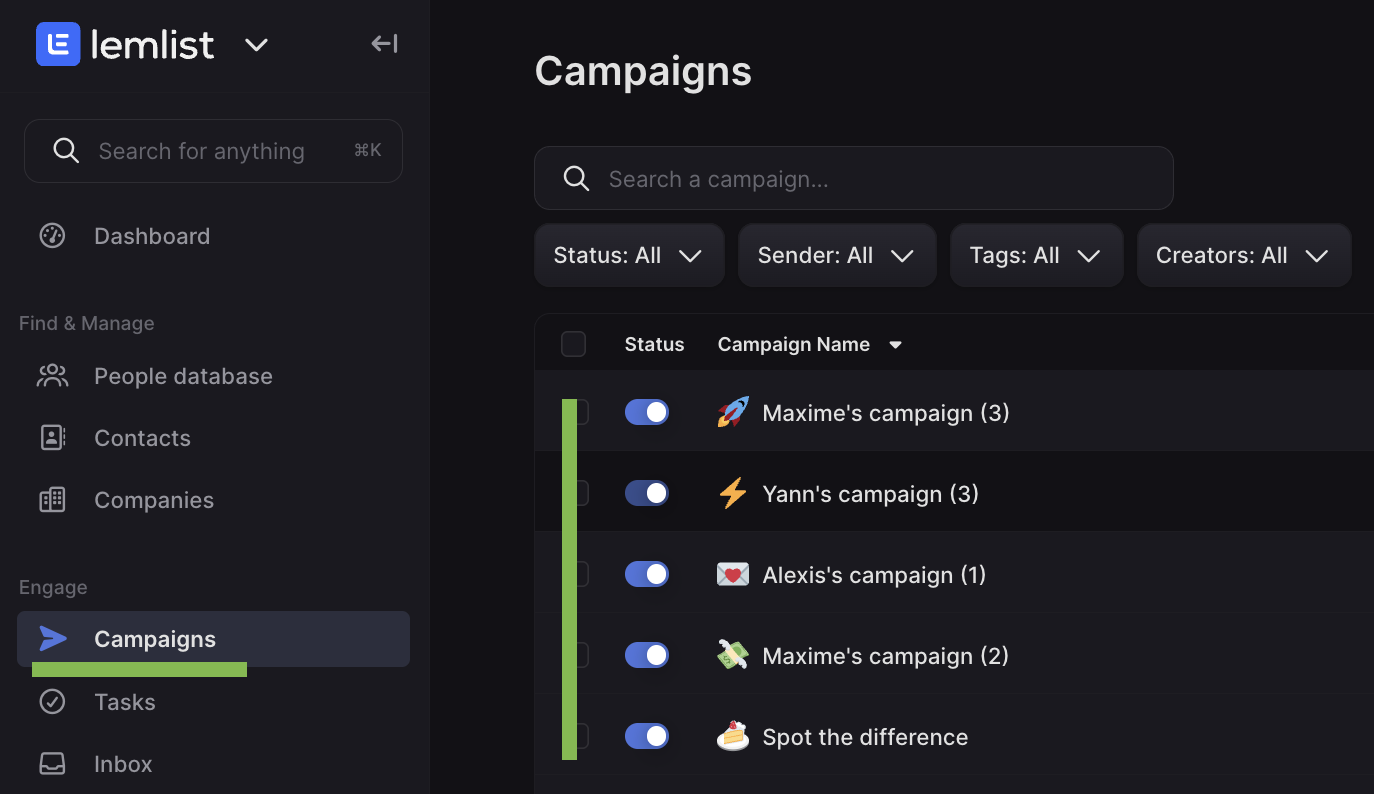 lemlist
Search for anything ⌘K
Dashboard
Find & Manage
People database
Contacts
Companies
Engage
Campaigns
Tasks
Inbox
Campaigns
Search a campaign...
Status: All Sender: All Tags: All Creators: All
Status Campaign Name
Maxime's campaign (3)
Yann's campaign (3)
Alexis's campaign (1)
Maxime's campaign (2)
Spot the difference